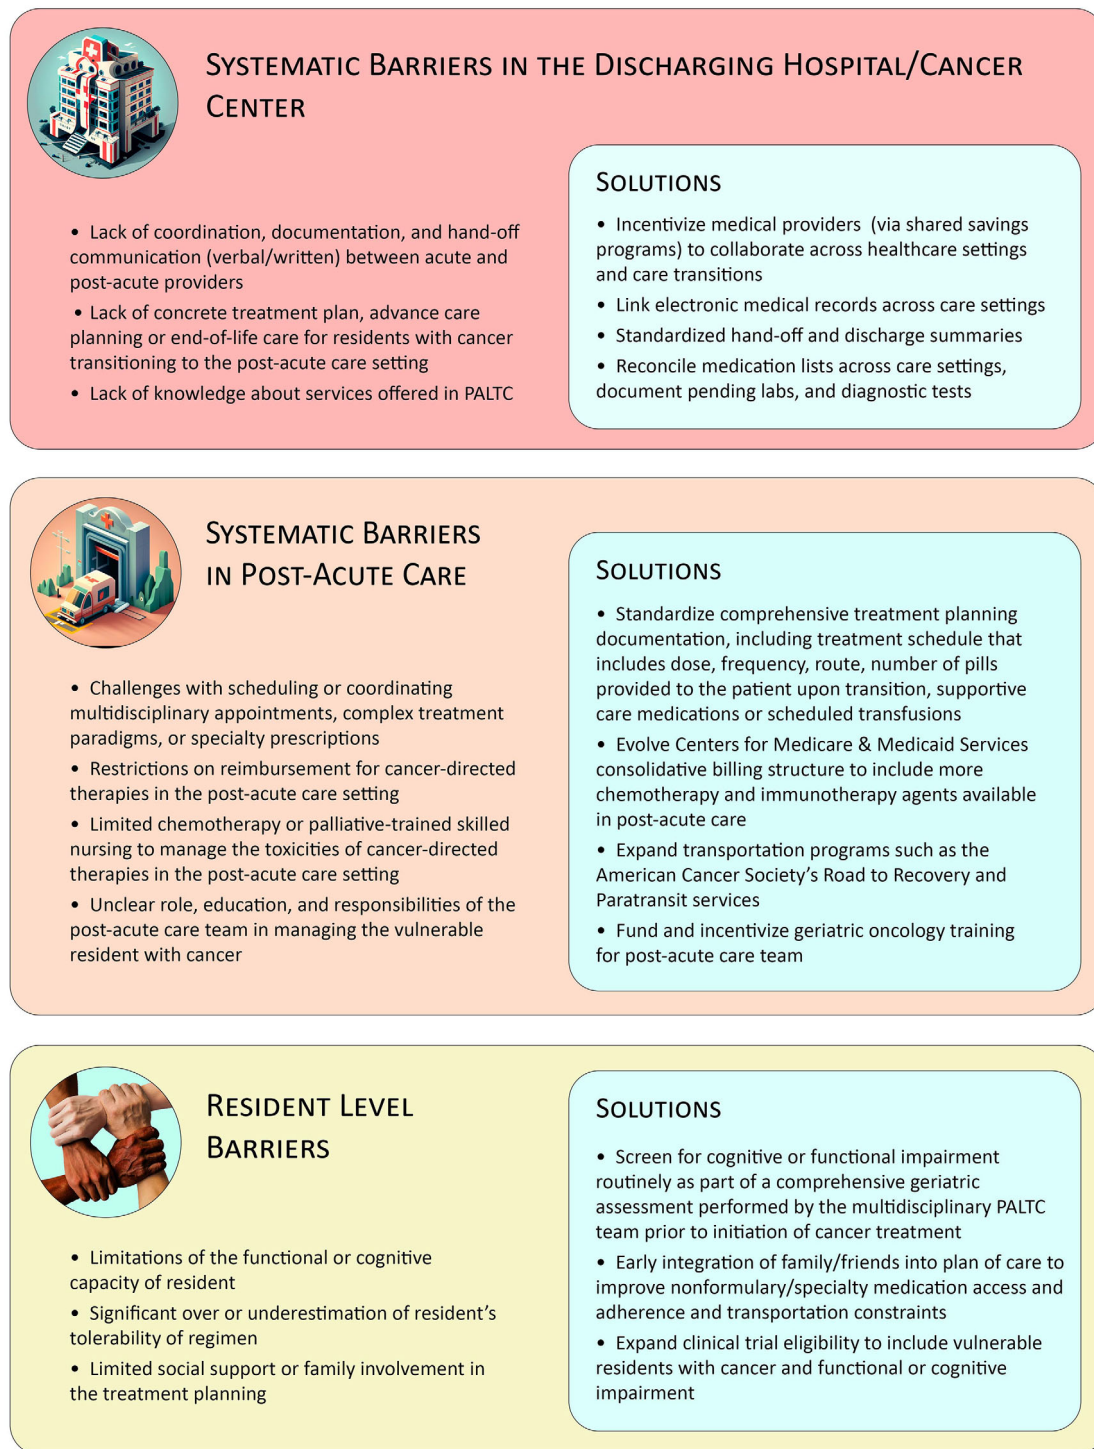 Systematic Barriers in the Discharging Hospital/Cancer
Center
• Lack of coordination, documentation, and hand-off
communication (verbal/written) between acute and
post-acute providers
• Lack of concrete treatment plan, advance care
planning or end-of-life care for residents with cancer
transitioning to the post-acute care setting
• Lack of knowledge about services offered in PALTC
Solutions
• Incentivize medical providers (via shared savings
programs) to collaborate across healthcare settings
and care transitions
• Link electronic medical records across care settings
• Standardized hand-off and discharge summaries
• Reconcile medication lists across care settings,
document pending labs, and diagnostic tests
Systematic Barriers
in Post-Acute Care
• Challenges with scheduling or coordinating
multidisciplinary appointments, complex treatment
paradigms, or specialty prescriptions
• Restrictions on reimbursement for cancer-directed
therapies in the post-acute care setting
• Limited chemotherapy or palliative-trained skilled
nursing to manage the toxicities of cancer-directed
therapies in the post-acute care setting
• Unclear role, education, and responsibilities of the
post-acute care team in managing the vulnerable
resident with cancer
Solutions
• Standardize comprehensive treatment planning
documentation, including treatment schedule that
includes dose, frequency, route, number of pills
provided to the patient upon transition, supportive
care medications or scheduled transfusions
• Evolve Centers for Medicare & Medicaid Services
consolidative billing structure to include more
chemotherapy and immunotherapy agents available
in post-acute care
• Expand transportation programs such as the
American Cancer Society’s Road to Recovery and
Paratransit services
• Fund and incentivize geriatric oncology training
for post-acute care team
Resident Level
Barriers
• Limitations of the functional or cognitive
capacity of resident
• Significant over or underestimation of resident’s
tolerability of regimen
• Limited social support or family involvement in
the treatment planning
Solutions
• Screen for cognitive or functional impairment
routinely as part of a comprehensive geriatric
assessment performed by the multidisciplinary PALTC
team prior to initiation of cancer treatment
• Early integration of family/friends into plan of care to
improve nonformulary/specialty medication access and
adherence and transportation constraints
• Expand clinical trial eligibility to include vulnerable
residents with cancer and functional or cognitive
impairment